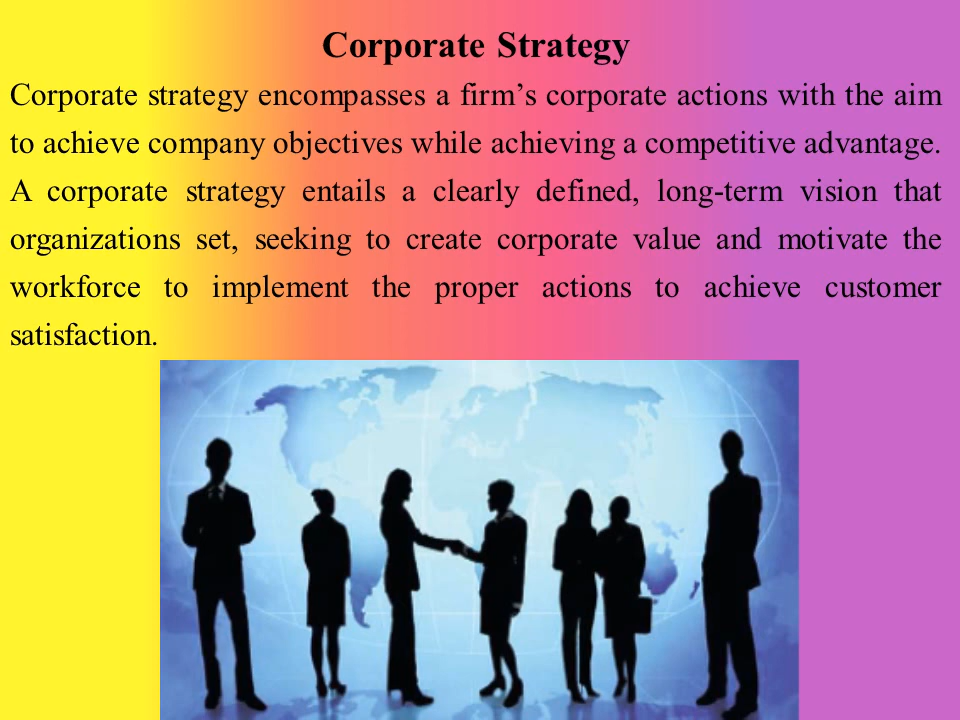 Corporate Strategy
Corporate strategy encompasses a firm’s corporate actions with the aim
to achieve company objectives while achieving a competitive advantage.
A corporate strategy entails a clearly defined, long-term vision that
organizations set, seeking to create corporate value and motivate the
workforce to implement the proper actions to achieve customer
satisfaction.